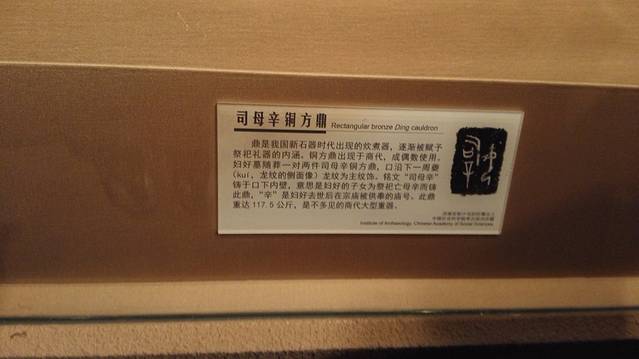 司母辛铜方鼎 Rectangular bronze Ding cauldron
鼎是我国新石器时代出现的炊煮器，逐渐被赋予
祭祀礼器的内涵。铜方鼎出现于商代，成偶数使用。
妇好墓随葬一对两件司母辛铜方鼎，口沿下一周夔
（kuí，龙纹的侧面像）龙纹为主纹饰。铭文“司母辛”
铸于口下内壁，意思是妇好的子女为祭祀亡母辛而铸
此鼎，“辛”是妇好去世后在宗庙被供奉的庙号。此鼎
重达 117.5 公斤，是不多见的商代大型重器。
Institute of Archaeology, Chinese Academy of Social Sciences